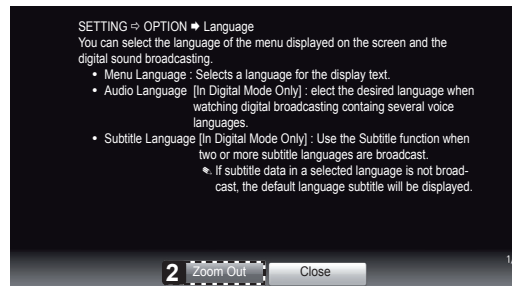 SETTING ⇨ OPTION ➡ Language
You can select the language of the menu displayed on the screen and the
digital sound broadcasting.
• Menu Language : Selects a language for the display text.
• Audio Language [In Digital Mode Only] : elect the desired language when
watching digital broadcasting containg several voice
languages.
• Subtitle Language [In Digital Mode Only] : Use the Subtitle function when
two or more subtitle languages are broadcast.
✎ If subtitle data in a selected language is not broad-
cast, the default language subtitle will be displayed.
2 Zoom Out Close